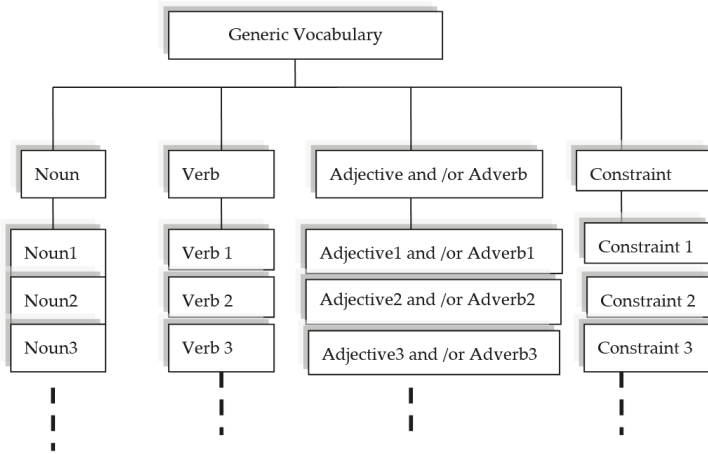 Generic Vocabulary
Noun
Verb
Adjective and /or Adverb
Constraint
Noun1
Verb 1
Adjective1 and /or Adverb1
Constraint 1
Noun2
Verb 2
Adjective2 and /or Adverb2
Constraint 2
Noun3
Verb 3
Adjective3 and /or Adverb3
Constraint 3